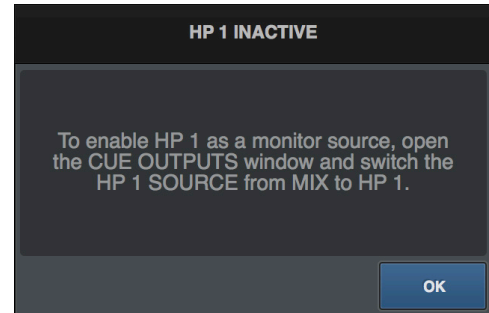 HP 1 INACTIVE
To enable HP 1 as a monitor source, open
the CUE OUTPUTS window and switch the
HP 1 SOURCE from MIX to HP 1.
OK